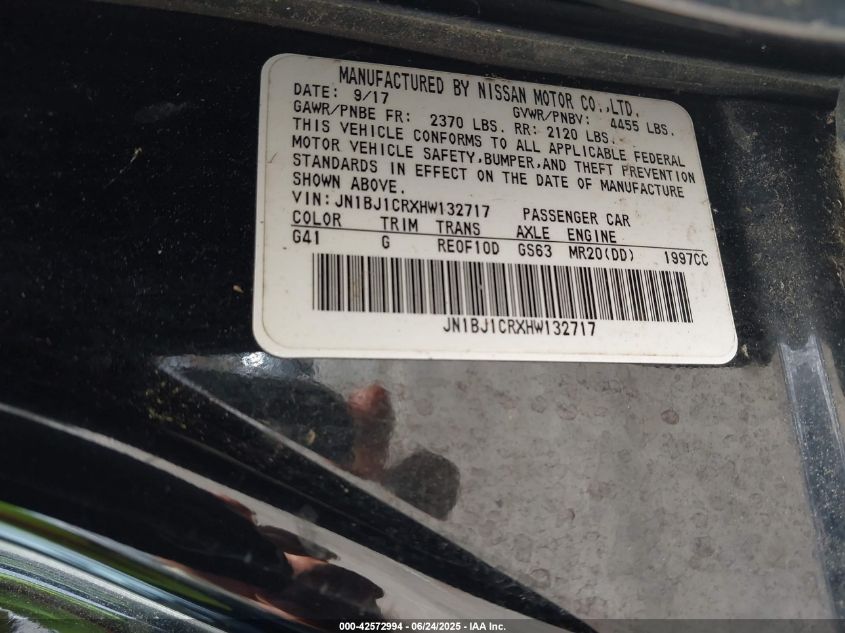 MANUFACTURED BY NISSAN MOTOR CO.,LTD.
DATE: 9/17 GVWR/PNBV: 4455 LBS.
GAWR/PNBE FR: 2370 LBS. RR: 2120 LBS.
THIS VEHICLE CONFORMS TO ALL APPLICABLE FEDERAL
MOTOR VEHICLE SAFETY,BUMPER,AND THEFT PREVENTION
STANDARDS IN EFFECT ON THE DATE OF MANUFACTURE
SHOWN ABOVE.
VIN:JN1BJ1CRXHW132717 PASSENGER CAR
COLOR TRIM TRANS AXLE ENGINE
G41 G RE0F10D GS63 MR20(DD) 1997CC
JN1BJ1CRXHW132717
000-42572994 - 06/24/2025 - IAA Inc.